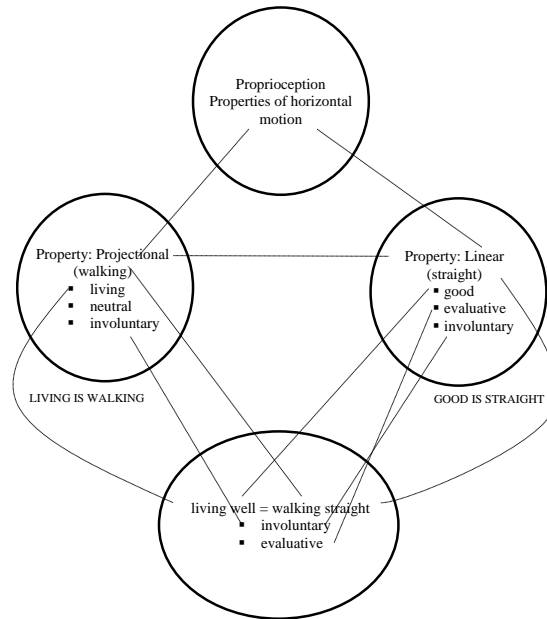 Proprioception
Properties of horizontal
motion
Property: Projectional
(walking)
▪ living
▪ neutral
▪ involuntary
Property: Linear
(straight)
▪ good
▪ evaluative
▪ involuntary
LIVING IS WALKING
GOOD IS STRAIGHT
living well = walking straight
▪ involuntary
▪ evaluative